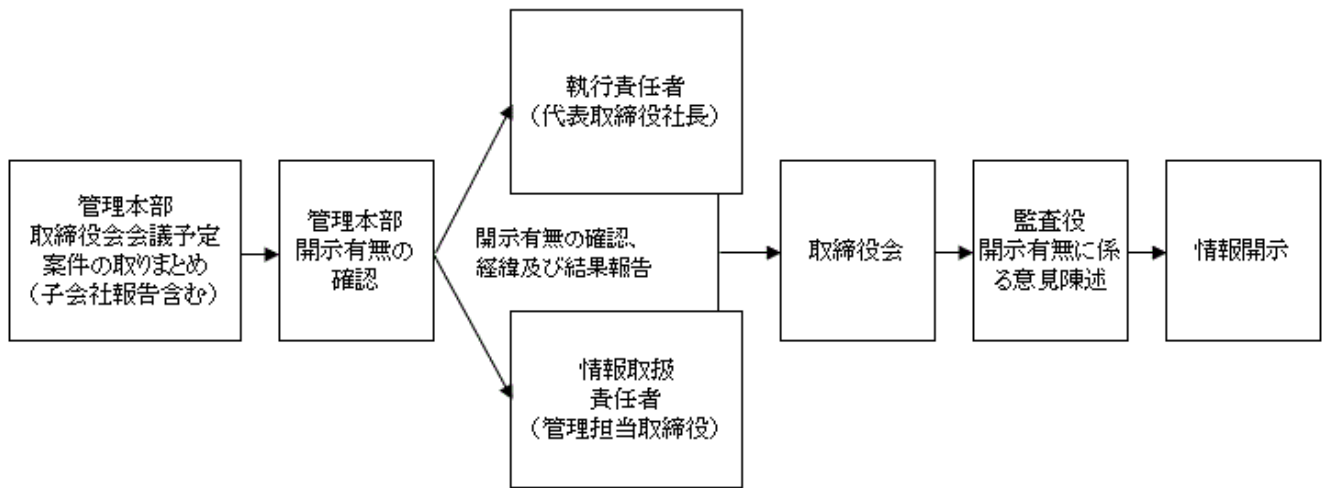 管理本部
取締役会会議予定
案件の取りまとめ
（子会社報告含む）
管理本部
開示有無の
確認
執行責任者
（代表取締役社長）
開示有無の確認、
経緯及び結果報告
情報取扱
責任者
（管理担当取締役）
取締役会
監査役
開示有無に係
る意見陳述
情報開示